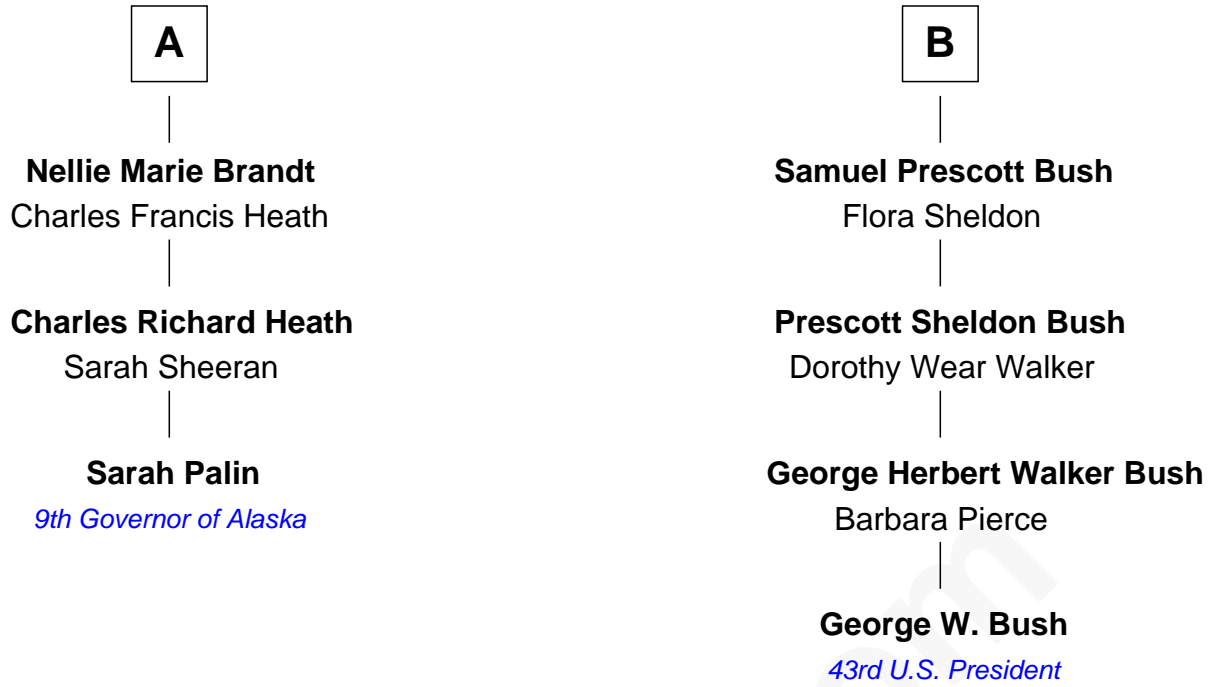 A
Nellie Marie Brandt
Charles Francis Heath
Charles Richard Heath
Sarah Sheeran
Sarah Palin
9th Governor of Alaska
B
Samuel Prescott Bush
Flora Sheldon
Prescott Sheldon Bush
Dorothy Wear Walker
George Herbert Walker Bush
Barbara Pierce
George W. Bush
43rd U.S. President